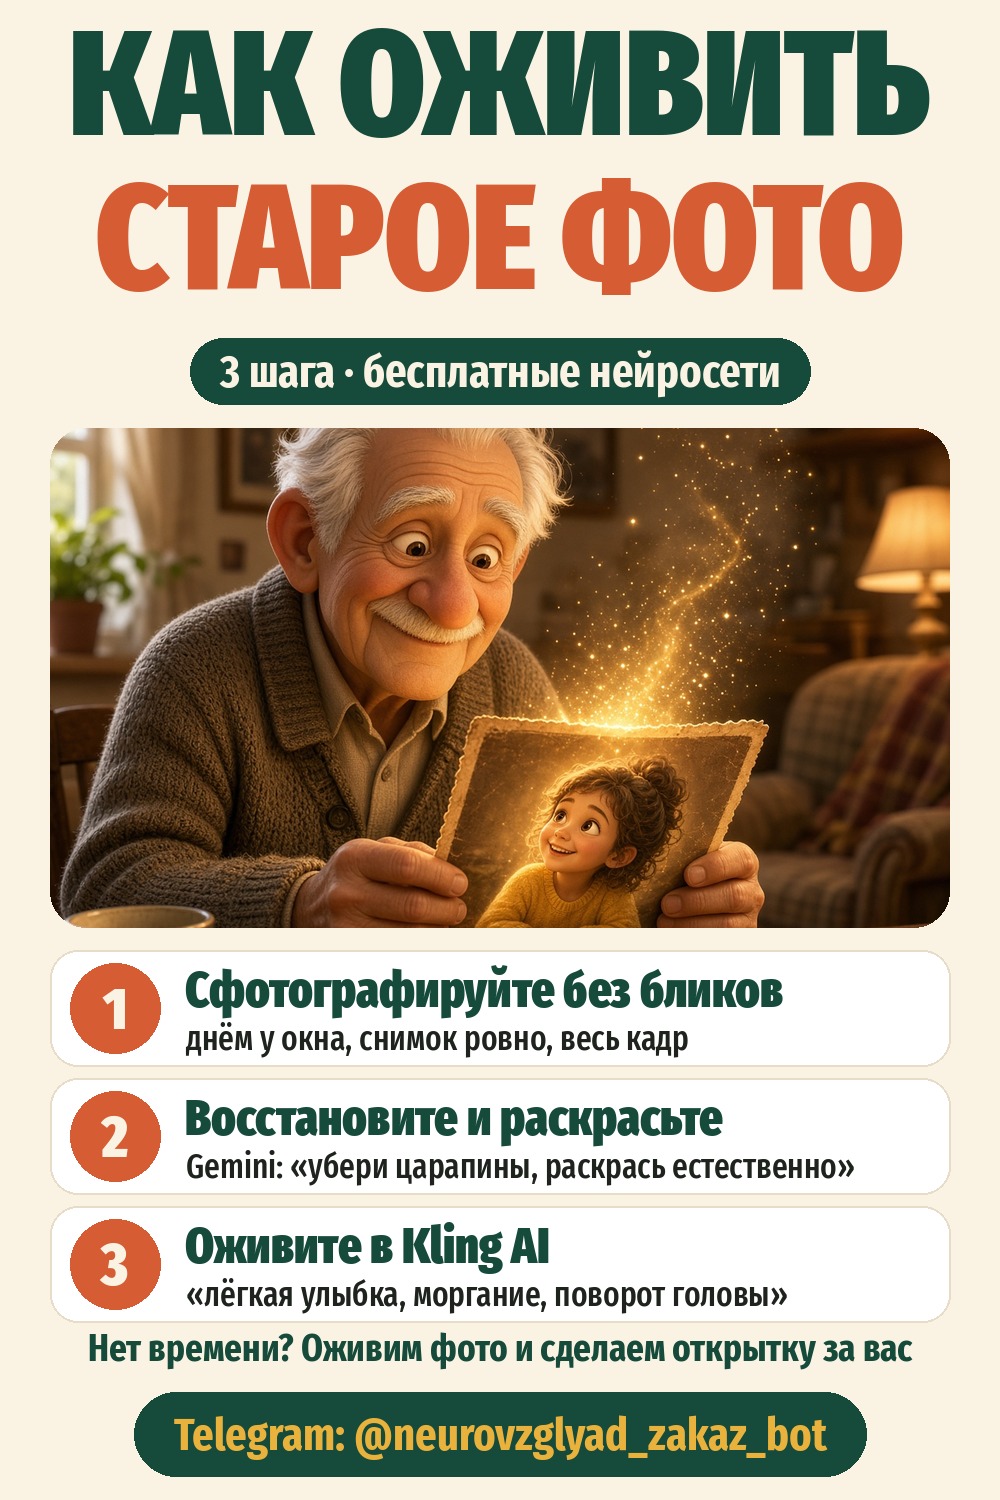 КАК ОЖИВИТЬ
СТАРОЕ ФОТО
3 шага · бесплатные нейросети
1
Сфотографируйте без бликов
днём у окна, снимок ровно, весь кадр
2
Восстановите и раскрасьте
Gemini: «убери царапины, раскрась естественно»
3
Оживите в Kling AI
«лёгкая улыбка, моргание, поворот головы»
Нет времени? Оживим фото и сделаем открытку за вас
Telegram: @neurovzglyad_zakaz_bot